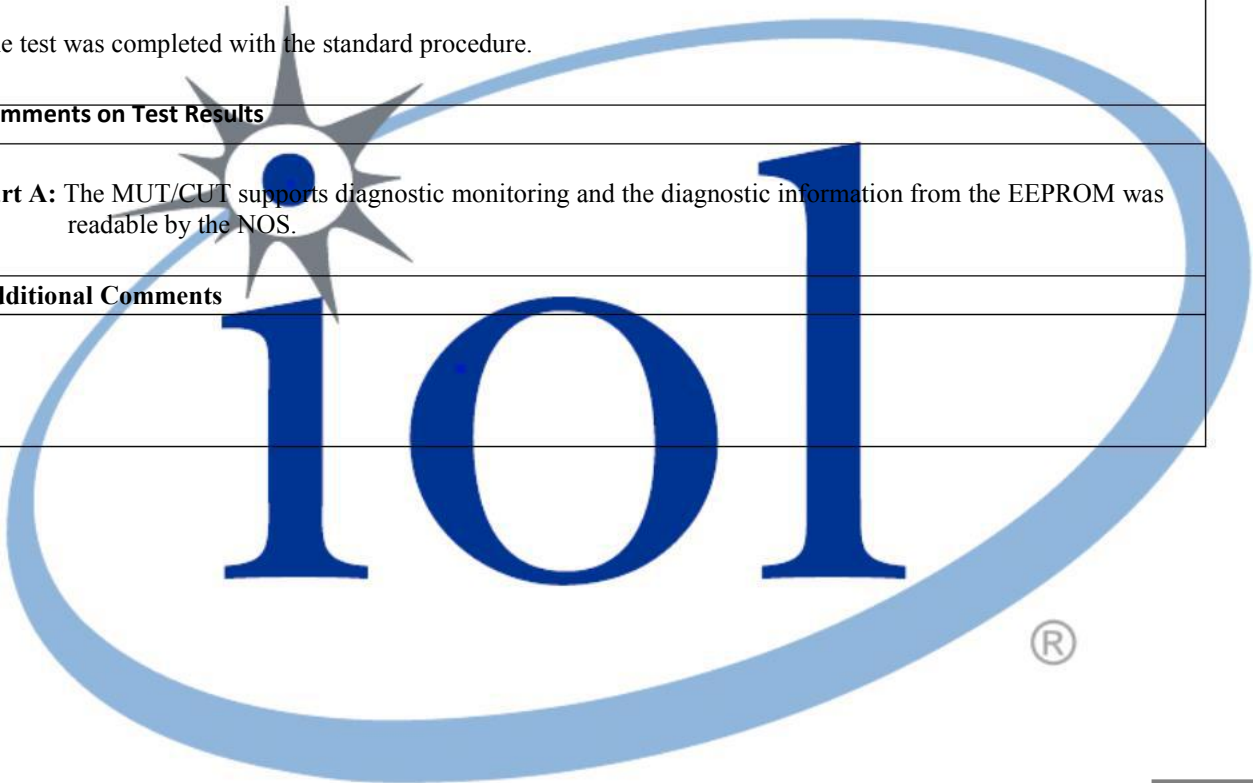 e test was completed with the standard procedure.
mments on Test Results
rt A: The MUT/CUT supports diagnostic monitoring and the diagnostic information from the EEPROM was
readable by the NOS.
dditional Comments
iol
®